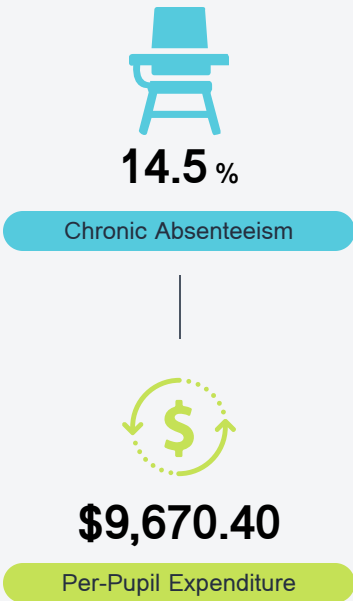 14.5 %
Chronic Absenteeism
$
$9,670.40
Per-Pupil Expenditure